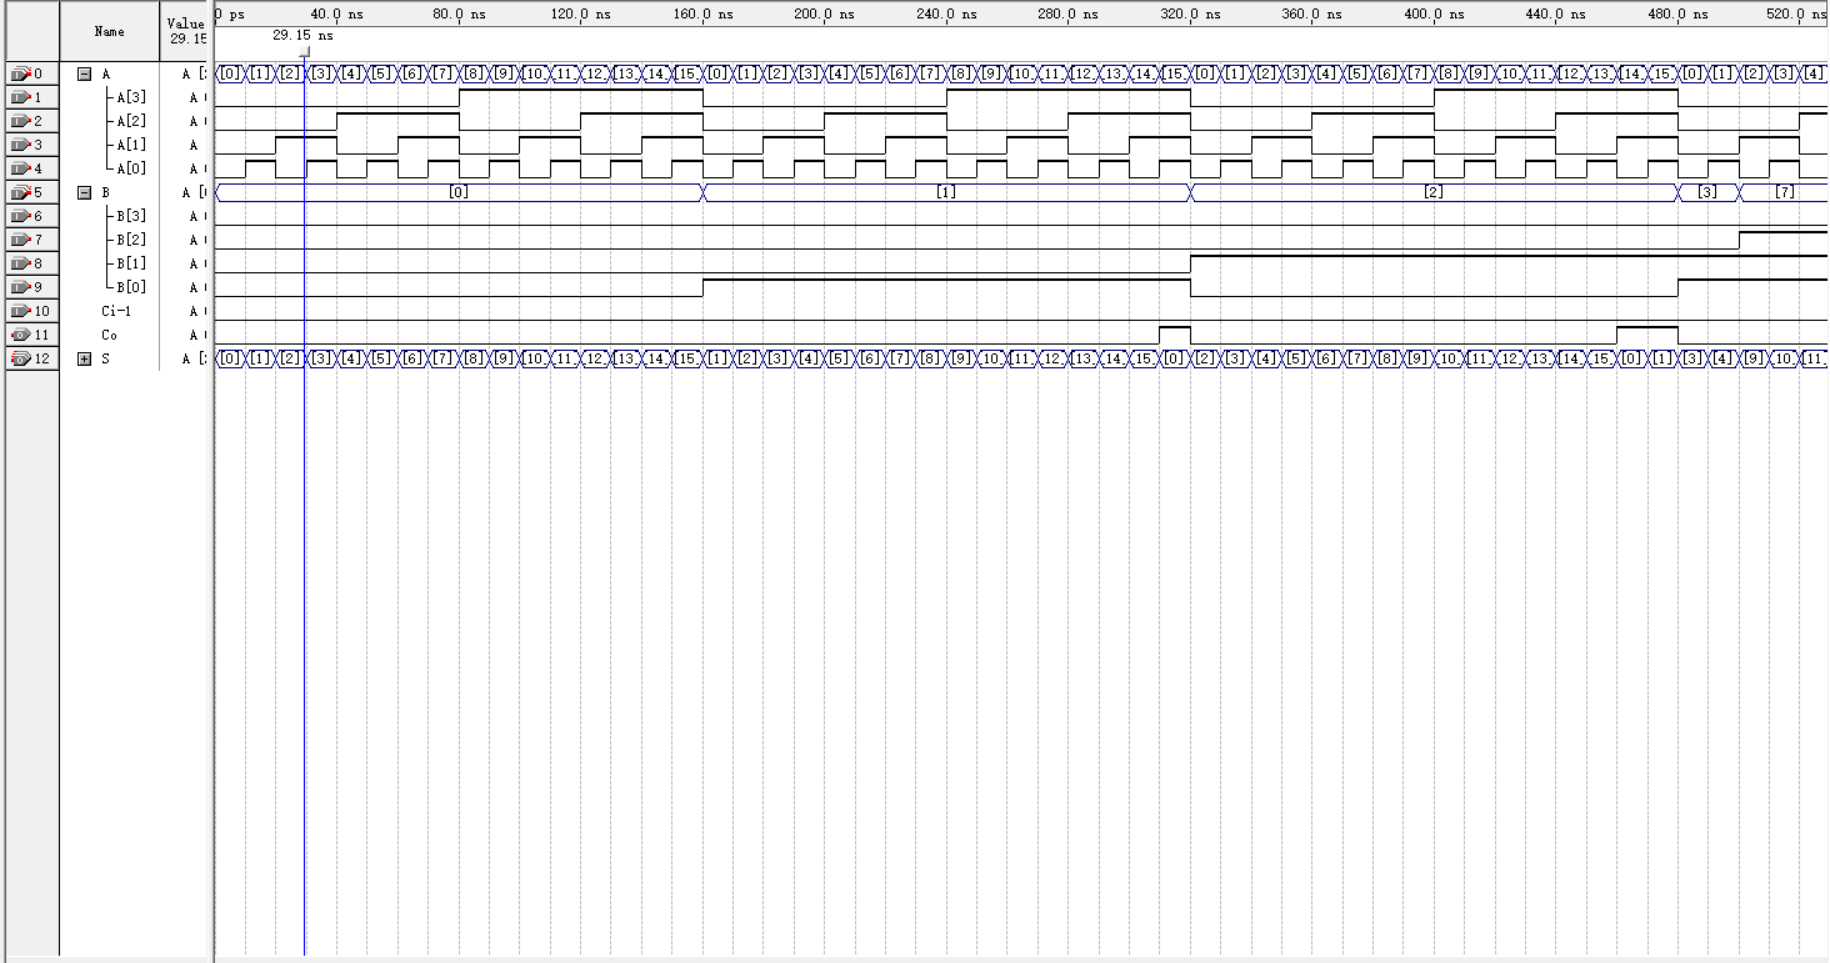 0 ps 40.0 ns 80.0 ns 120.0 ns 160.0 ns 200.0 ns 240.0 ns 280.0 ns 320.0 ns 360.0 ns 400.0 ns 440.0 ns 480.0 ns 520.0 ns
Name Value 29.15
29.15 ns
0 A A [ [0] [1] [2] [3] [4] [5] [6] [7] [8] [9] [10. 11. 12. 13. 14. 15. [0] [1] [2] [3] [4] [5] [6] [7] [8] [9] [10. 11. 12. 13. 14. 15. [0] [1] [2] [3] [4] [5] [6] [7] [8] [9] 10. 11. 12. 13. 14. 15. [0] [1] [2] [3] [4]
1 A[3] A
2 A[2] A
3 A[1] A
4 A[0] A
5 B A [ [0] [1] [2] [3] [7]
6 B[3] A
7 B[2] A
8 B[1] A
9 B[0] A
10 Ci-1 A
11 Co A
12 S A [ [0] [1] [2] [3] [4] [5] [6] [7] [8] [9] [10. 11. 12. 13. 14. 15. [1] [2] [3] [4] [5] [6] [7] [8] [9] 10. 11. 12. 13. 14. 15. [0] [2] [3] [4] [5] [6] [7] [8] [9] 10. 11. 12. 13. 14. 15. [0] [1] [3] [4] [9] 10. 11.